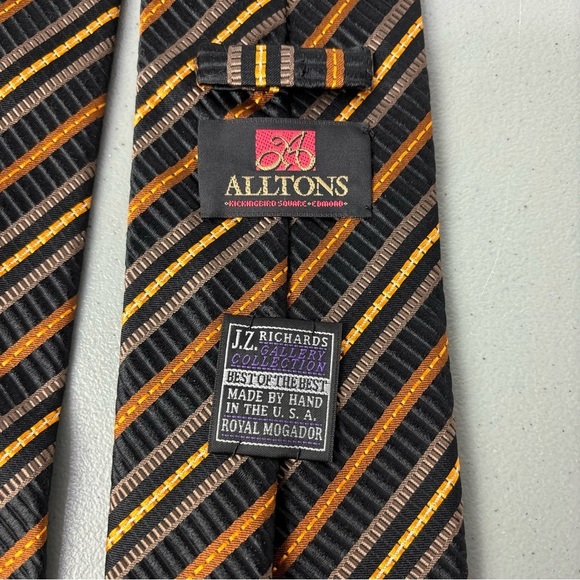 ALLTONS
KICKINGBIRD SQUARE • EDMOND
J.Z. RICHARDS
GALLERY
COLLECTION
BEST OF THE BEST
MADE BY HAND
IN THE U. S. A.
ROYAL MOGADOR